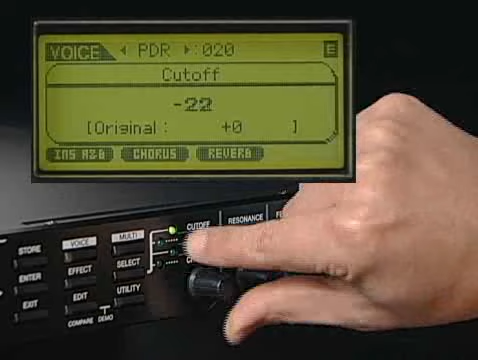 VOICE ◀ PDR ▶:020 E
Cutoff
-22
[Original : +0 ]
INS A&B CHORUS REVERB
CUTOFF RESONANCE
STORE VOICE MULTI
ENTER EFFECT SELECT
EXIT EDIT UTILITY
COMPARE DEMO